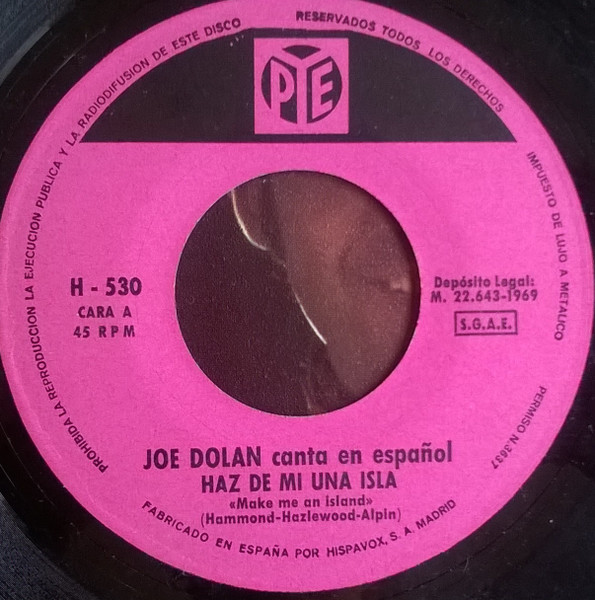 PROHIBIDA LA REPRODUCCION LA EJECUCION PUBLICA Y LA RADIODIFUSION DE ESTE DISCO
RESERVADOS TODOS LOS DERECHOS
IMPUESTO DE LUJO A METALICO
PERMISO N.3637
PYE
H - 530
CARA A
45 RPM
Depósito Legal:
M. 22.643-1969
S.G.A.E.
JOE DOLAN canta en español
HAZ DE MI UNA ISLA
«Make me an island»
(Hammond-Hazlewood-Alpin)
FABRICADO EN ESPAÑA POR HISPAVOX, S. A. MADRID